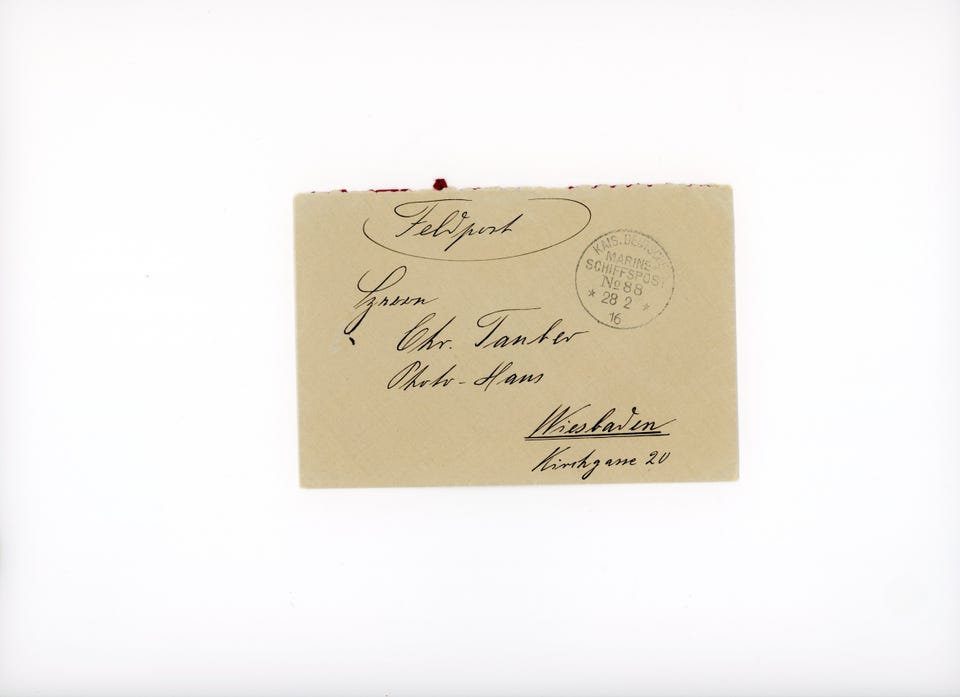 Feldpost
KAIS. DEUTSCHE
MARINE-
SCHIFFSPOST
No 88
* 28 2 *
16
Herrn
Chr. Tauber
Photo-Haus
Wiesbaden
Kirchgasse 20